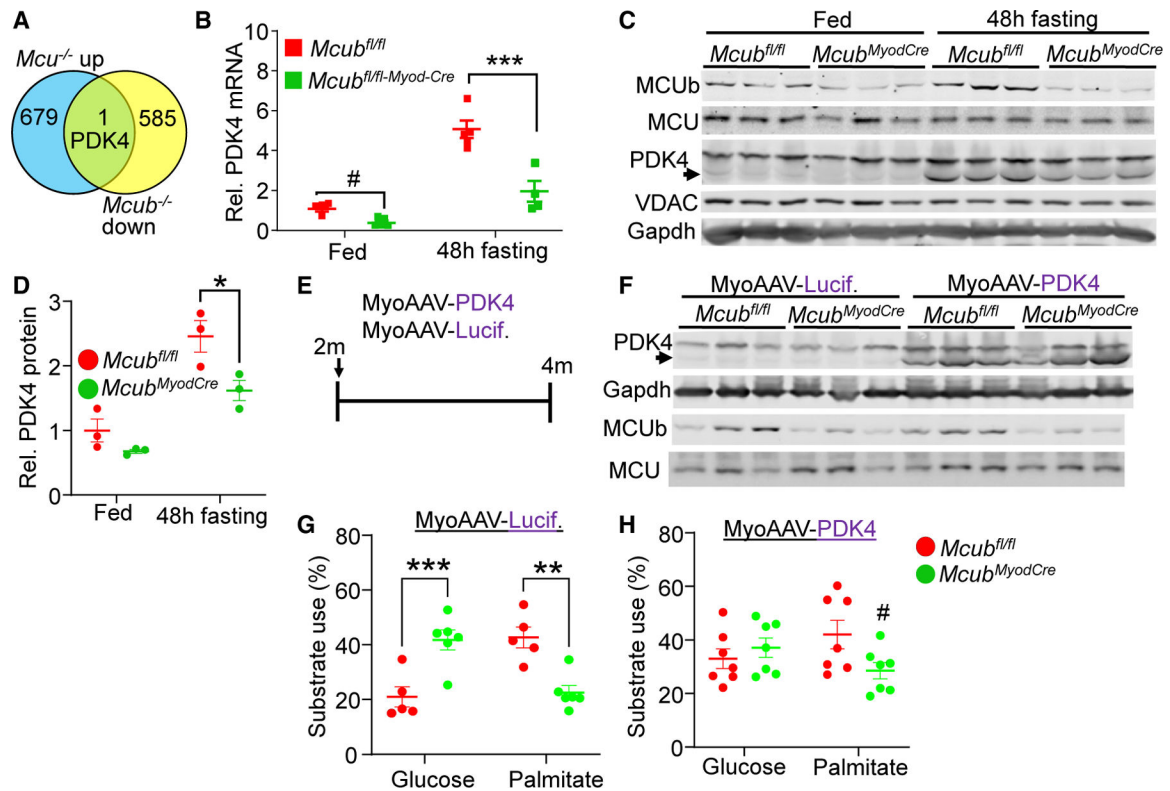 A
Mcu-/- up
679
1
PDK4
585
Mcub-/-
down
B
Rel. PDK4 mRNA
10
8
6
4
2
0
Mcubfl/fl
Mcubfl/fl-Myod-Cre
#
***
Fed
48h fasting
C
Fed
48h fasting
Mcubfl/fl
McubMyodCre
Mcubfl/fl
McubMyodCre
MCUb
MCU
PDK4
VDAC
Gapdh
D
Rel. PDK4 protein
3
2
1
0
*
Mcubfl/fl
McubMyodCre
Fed
48h fasting
E
MyoAAV-PDK4
MyoAAV-Lucif.
2m
4m
F
MyoAAV-Lucif.
MyoAAV-PDK4
Mcubfl/fl
McubMyodCre
Mcubfl/fl
McubMyodCre
PDK4
Gapdh
MCUb
MCU
G
MyoAAV-Lucif.
Substrate use (%)
80
60
40
20
0
***
**
Glucose
Palmitate
H
MyoAAV-PDK4
Substrate use (%)
80
60
40
20
0
#
Glucose
Palmitate
Mcubfl/fl
McubMyodCre